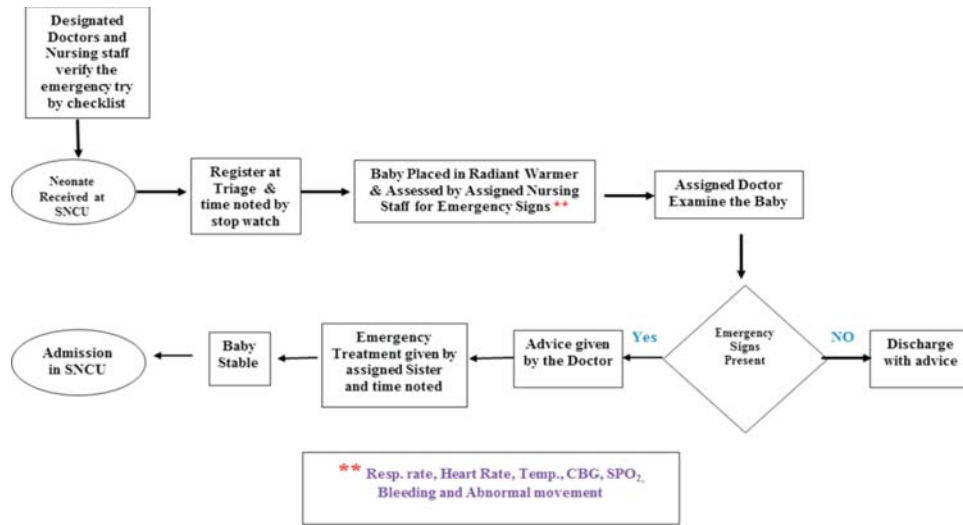 Designated
Doctors and
Nursing staff
verify the
emergency try
by checklist
Neonate
Received at
SNCU
Register at
Triage &
time noted by
stop watch
Baby Placed in Radiant Warmer
& Assessed by Assigned Nursing
Staff for Emergency Signs **
Assigned Doctor
Examine the Baby
Emergency
Signs
Present
Yes
NO
Discharge
with advice
Advice given
by the Doctor
Emergency
Treatment given by
assigned Sister
and time noted
Baby
Stable
Admission
in SNCU
** Resp. rate, Heart Rate, Temp., CBG, SPO₂,
Bleeding and Abnormal movement